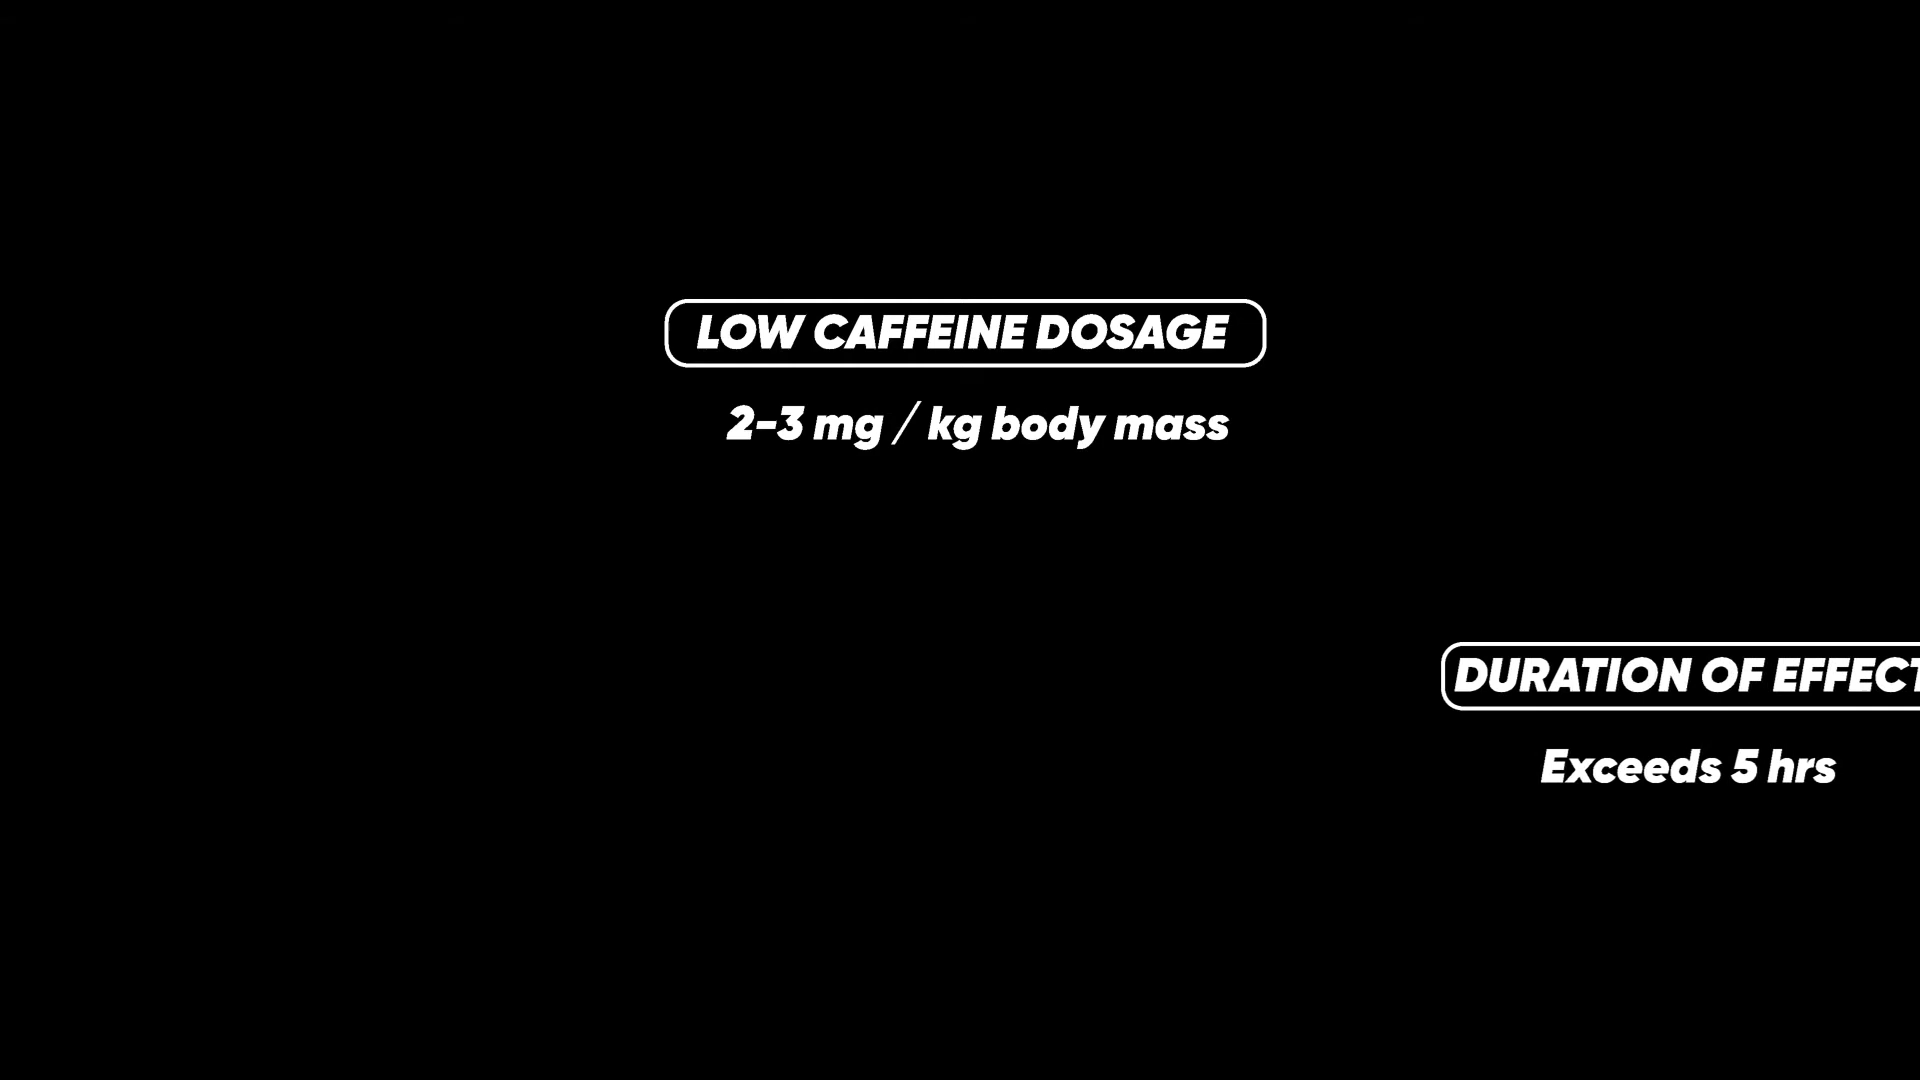 LOW CAFFEINE DOSAGE
2-3 mg / kg body mass
DURATION OF EFFECT
Exceeds 5 hrs